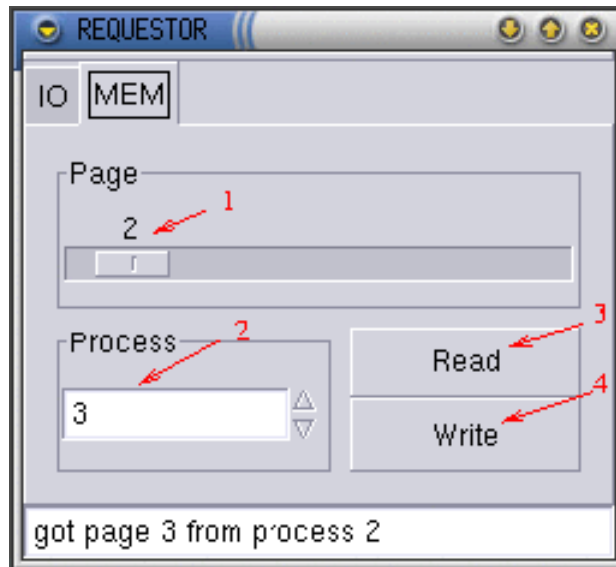 REQUESTOR
IO MEM
Page
2 1
Process 2
3
Read 3
Write 4
got page 3 from process 2